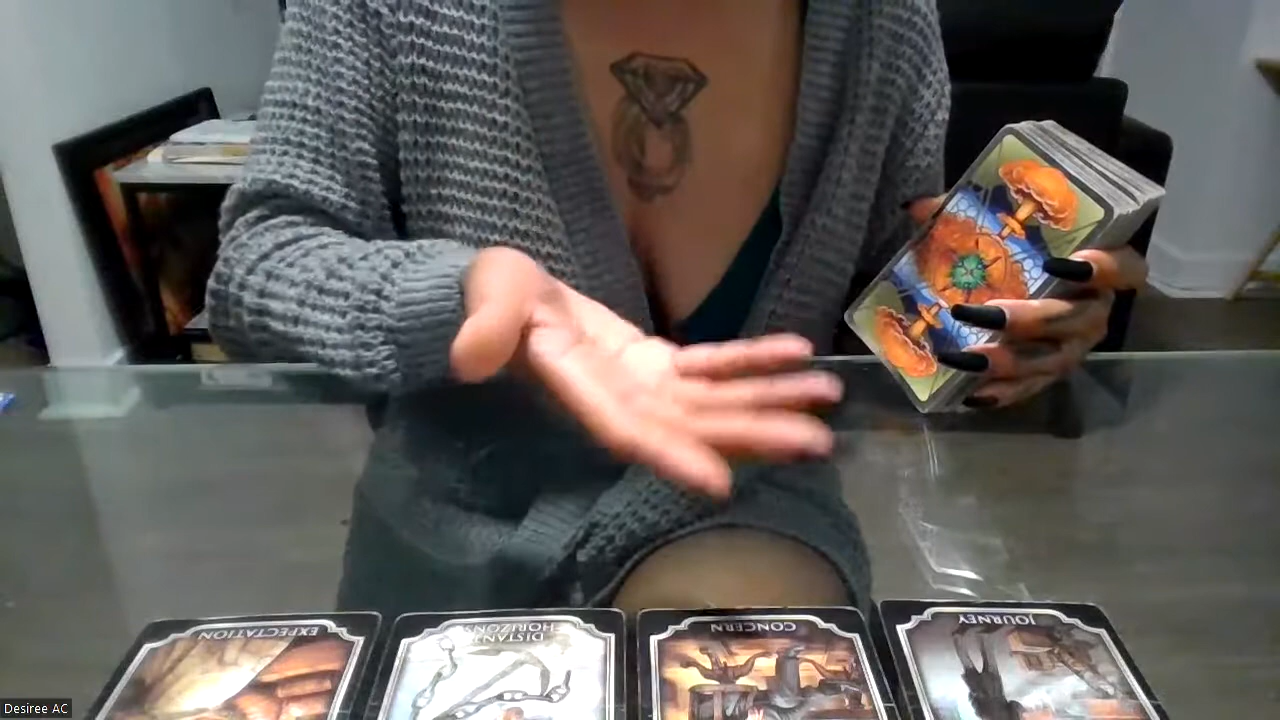 EXPECTATION
DISTANT
HORIZONS
CONCERN
JOURNEY
Desiree AC